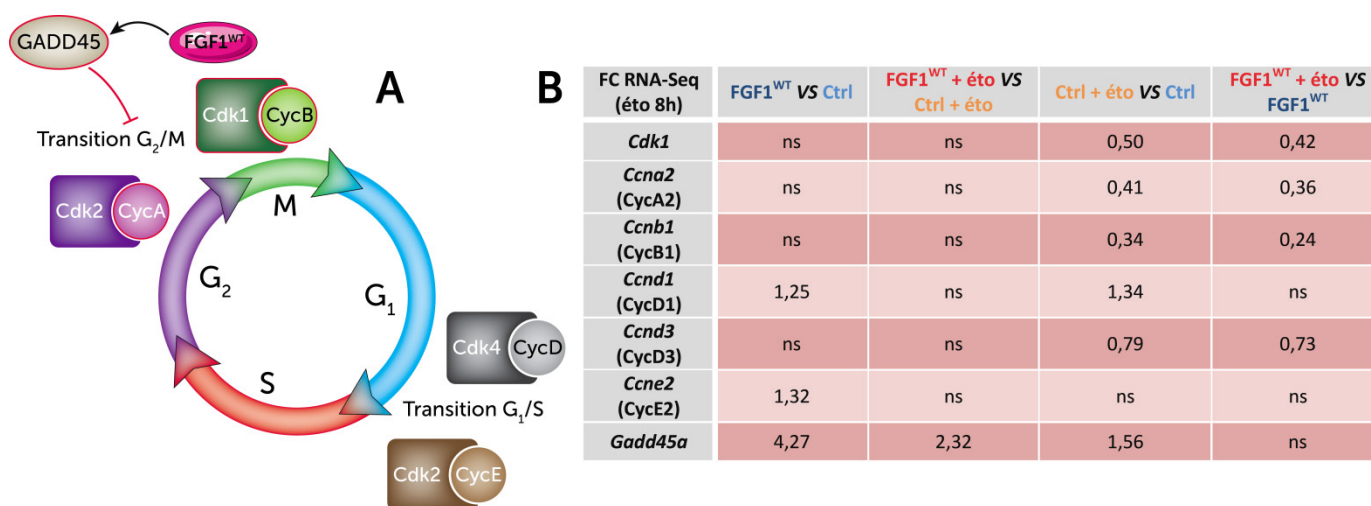 GADD45
FGF1WT
A
Cdk1 CycB
Transition G2/M
Cdk2 CycA
M
G2
G1
S
Cdk4 CycD
Transition G1/S
Cdk2 CycE
B
FC RNA-Seq
(éto 8h)
FGF1WT VS Ctrl
FGF1WT + éto VS
Ctrl + éto
Ctrl + éto VS Ctrl
FGF1WT + éto VS
FGF1WT
Cdk1 ns ns 0,50 0,42
Ccna2
(CycA2)
ns ns 0,41 0,36
Ccnb1
(CycB1)
ns ns 0,34 0,24
Ccnd1
(CycD1)
1,25 ns 1,34 ns
Ccnd3
(CycD3)
ns ns 0,79 0,73
Ccne2
(CycE2)
1,32 ns ns ns
Gadd45a 4,27 2,32 1,56 ns